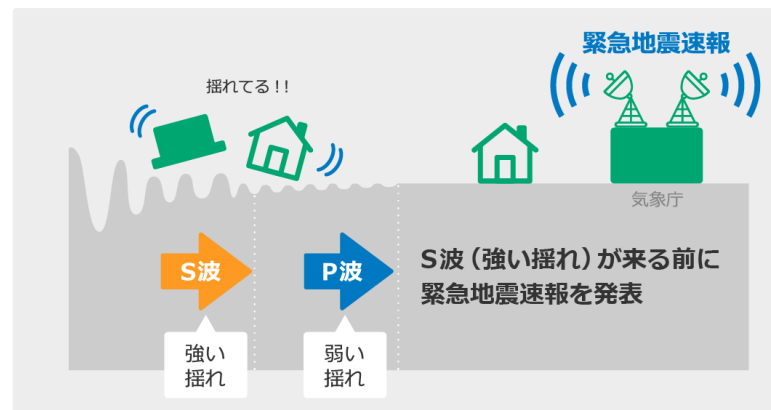 緊急地震速報
揺れてる!!
気象庁
S波
P波
S波(強い揺れ)が来る前に
緊急地震速報を発表
強い
揺れ
弱い
揺れ